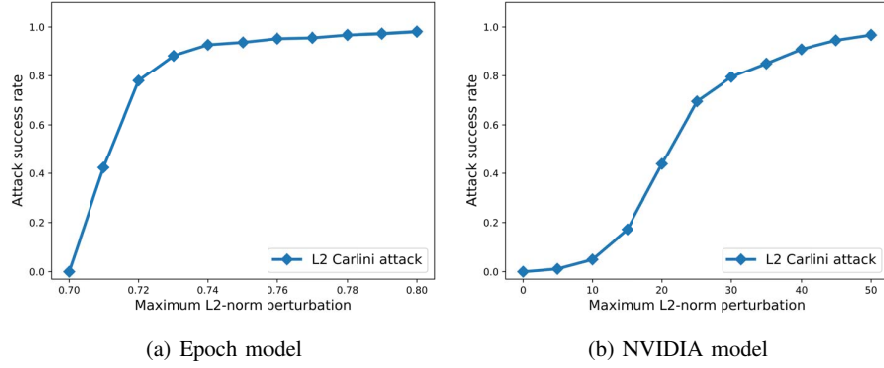 1.0
0.8
0.6
0.4
0.2
0.0
Attack success rate
L2 Carlini attack
0.70 0.72 0.74 0.76 0.78 0.80
Maximum L2-norm perturbation
(a) Epoch model
1.0
0.8
0.6
0.4
0.2
0.0
Attack success rate
L2 Carlini attack
0 10 20 30 40 50
Maximum L2-norm perturbation
(b) NVIDIA model